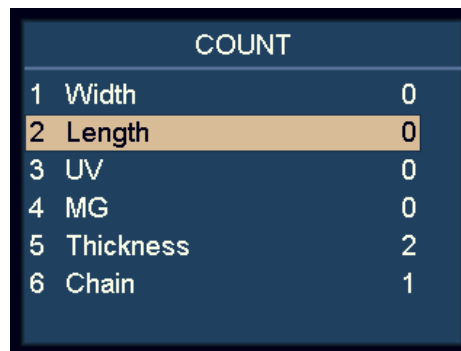 COUNT
1 Width 0
2 Length 0
3 UV 0
4 MG 0
5 Thickness 2
6 Chain 1